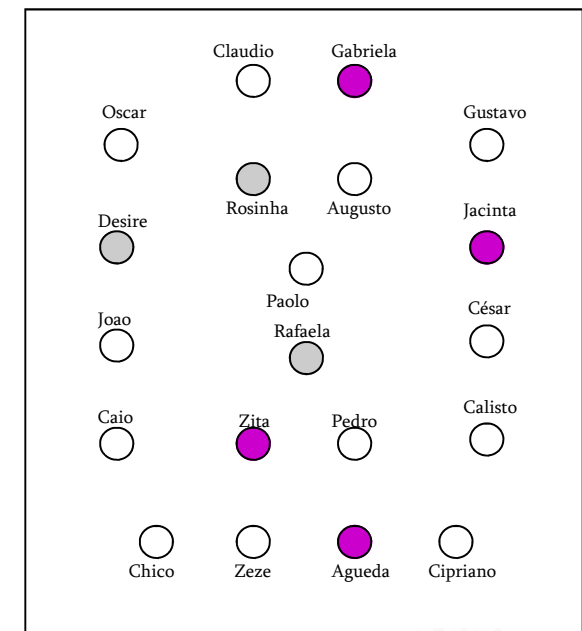 Claudio Gabriela
Oscar Gustavo
Rosinha Augusto Jacinta
Desire
Paolo César
Joao Rafaela
Caio Zita Pedro Calisto
Chico Zeze Agueda Cipriano